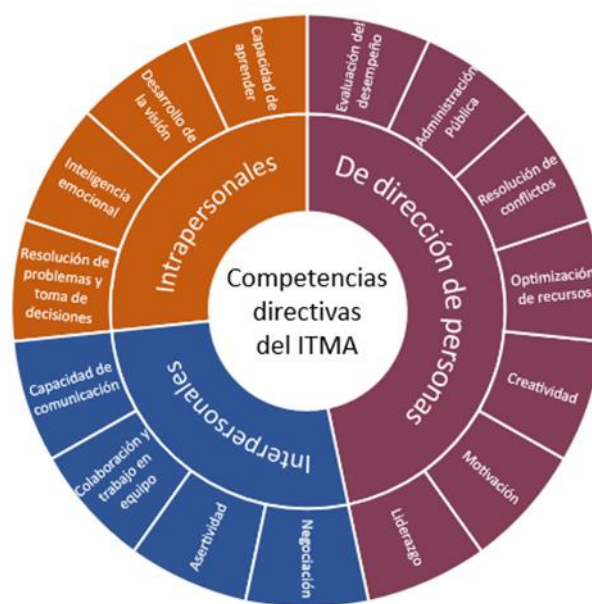 Competencias
directivas
del ITMA
De dirección de personas
Evaluación del
desempeño
Administración
Pública
Resolución de
conflictos
Optimización
de recursos
Creatividad
Motivación
Liderazgo
Interpersonales
Negociación
Asertividad
Colaboración y
trabajo en
equipo
Capacidad de
comunicación
Intrapersonales
Resolución de
problemas y
toma de
decisiones
Inteligencia
emocional
Desarrollo de
la visión
Capacidad de
aprender